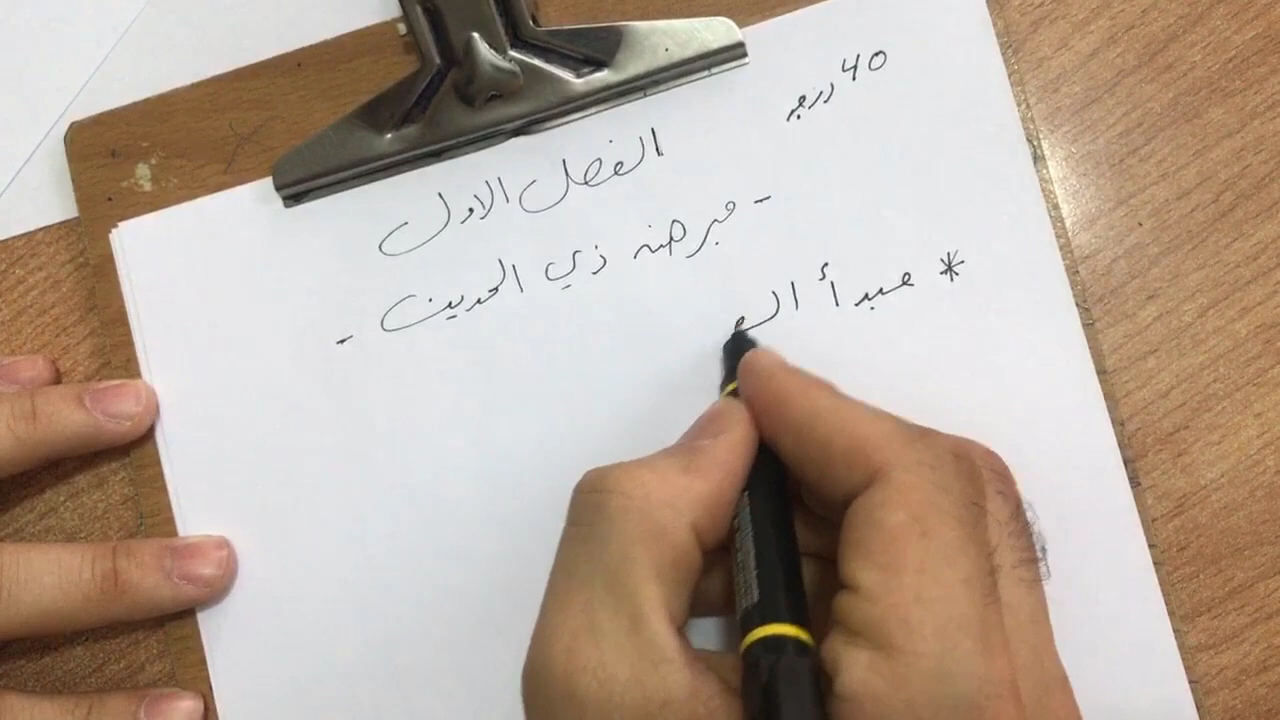 40 درجه
الفصل الاول
- مبرهنه ذي الحدين -
* مبدأ